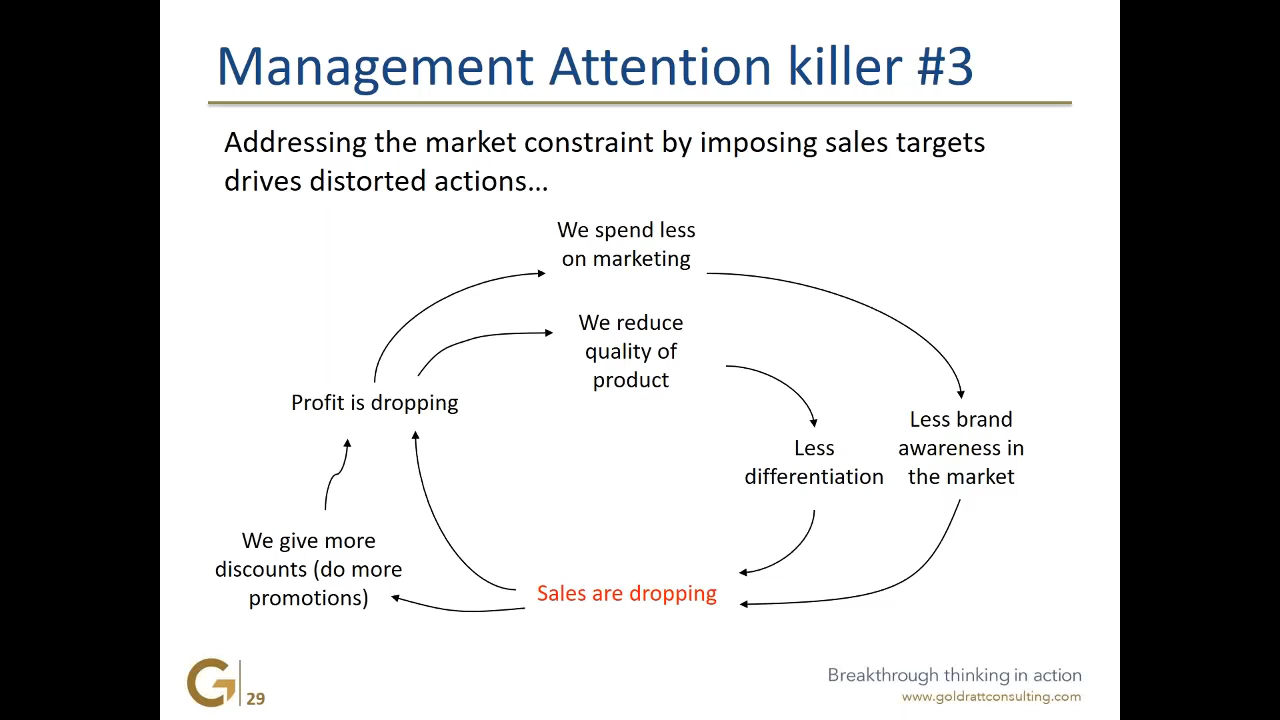 Management Attention killer #3
Addressing the market constraint by imposing sales targets
drives distorted actions…
We spend less
on marketing
We reduce
quality of
product
Profit is dropping
Less brand
awareness in
the market
Less
differentiation
We give more
discounts (do more
promotions)
Sales are dropping
G
29
Breakthrough thinking in action
www.goldrattconsulting.com